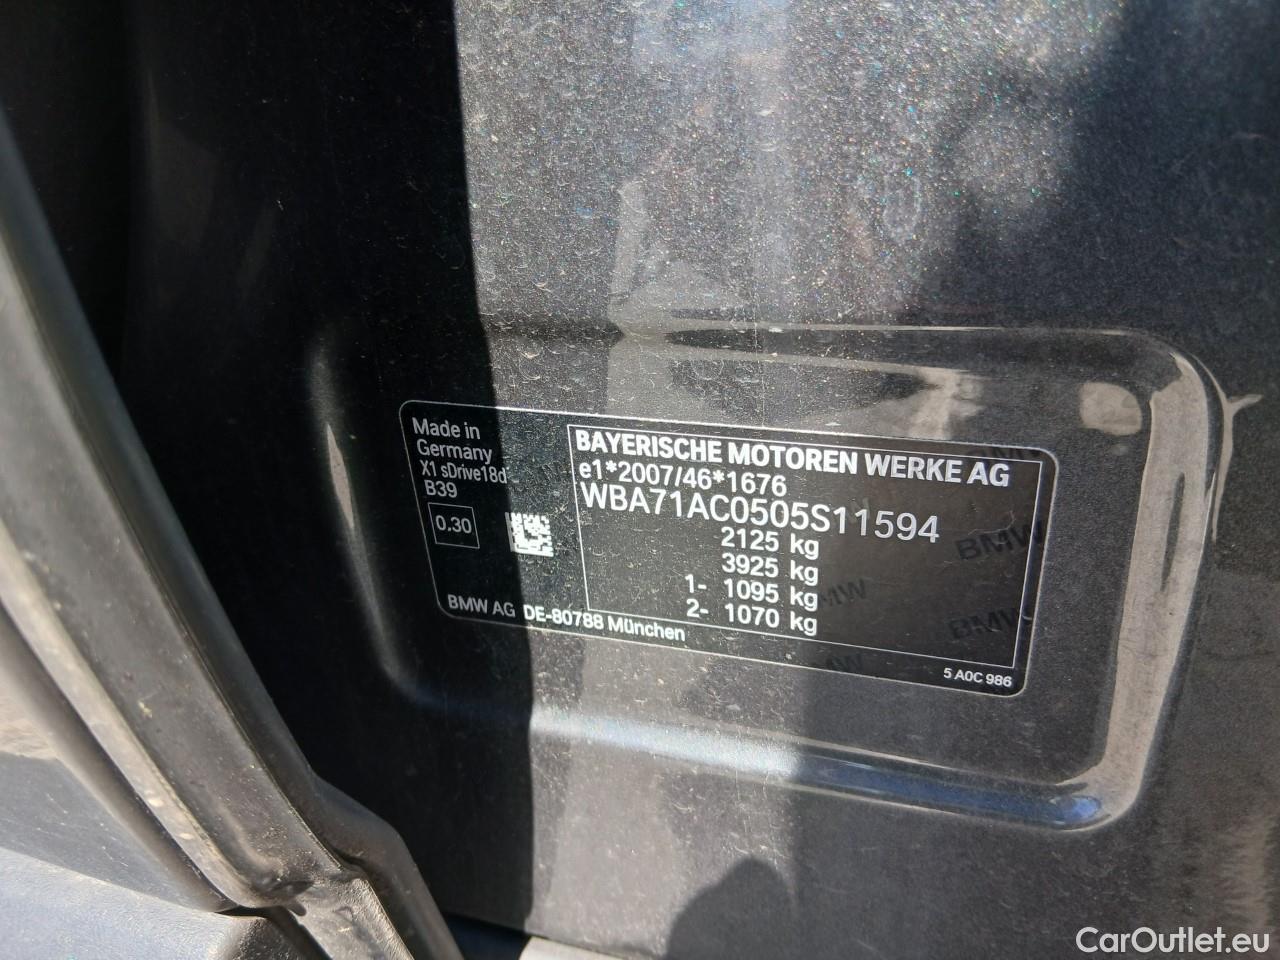 Made in
Germany
X1 sDrive18d
B39
0.30
BAYERISCHE MOTOREN WERKE AG
e1*2007/46*1676
WBA71AC0505S11594
2125 kg
3925 kg
1- 1095 kg
2- 1070 kg
BMW
BMW
BMW
BMW AG DE-80788 München
5 A0C 986
CarOutlet.eu